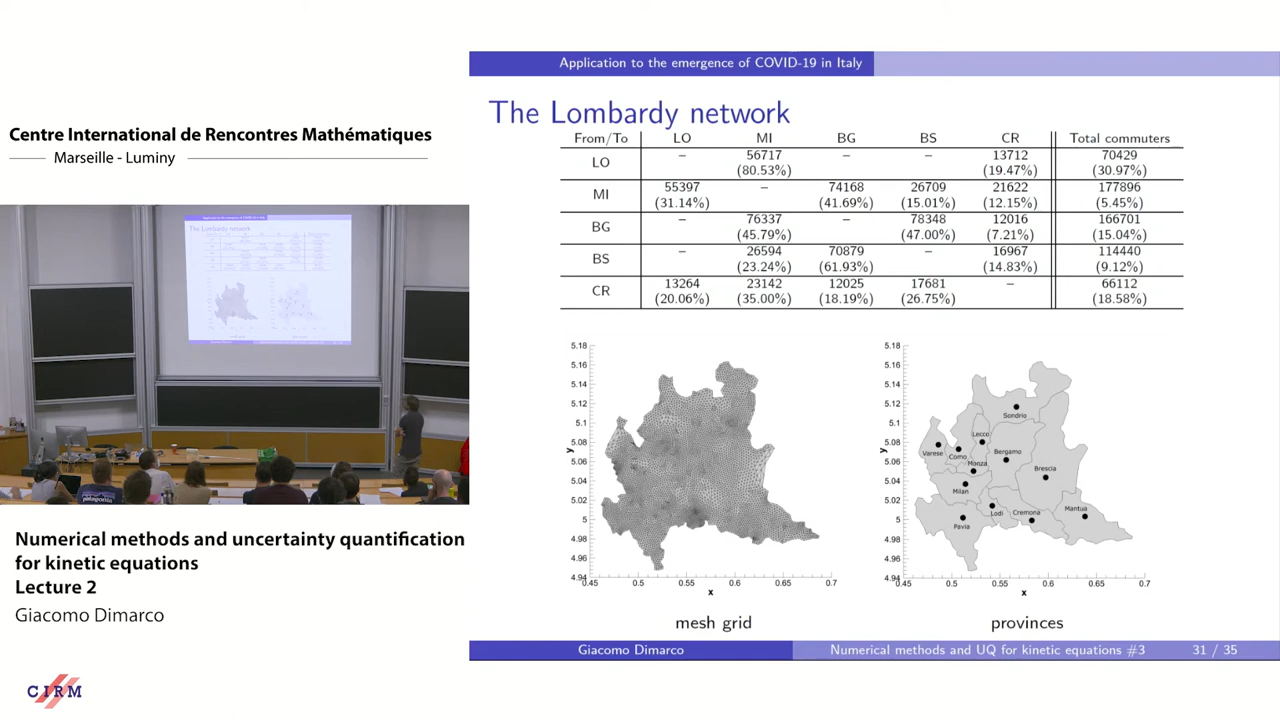 Centre International de Rencontres Mathématiques
Marseille - Luminy
Numerical methods and uncertainty quantification
for kinetic equations
Lecture 2
Giacomo Dimarco
CIRM
Application to the emergence of COVID-19 in Italy
The Lombardy network
From/To LO MI BG BS CR Total commuters
LO – 56717 – – 13712 70429
(80.53%) (19.47%) (30.97%)
MI 55397 – 74168 26709 21622 177896
(31.14%) (41.69%) (15.01%) (12.15%) (5.45%)
BG – 76337 – 78348 12016 166701
(45.79%) (47.00%) (7.21%) (15.04%)
BS – 26594 70879 – 16967 114440
(23.24%) (61.93%) (14.83%) (9.12%)
CR 13264 23142 12025 17681 – 66112
(20.06%) (35.00%) (18.19%) (26.75%) (18.58%)
5.18
5.16
5.14
5.12
5.1
5.08
5.06
5.04
5.02
5
4.98
4.96
4.94
y
0.45 0.5 0.55 0.6 0.65 0.7
x
mesh grid
5.18
5.16
5.14
5.12
5.1
5.08
5.06
5.04
5.02
5
4.98
4.96
4.94
y
Sondrio
Lecco
Varese
Como
Bergamo
Monza
Brescia
Milan
Lodi
Cremona
Mantua
Pavia
0.45 0.5 0.55 0.6 0.65 0.7
x
provinces
Giacomo Dimarco Numerical methods and UQ for kinetic equations #3 31 / 35
The Lombardy network
patagonia